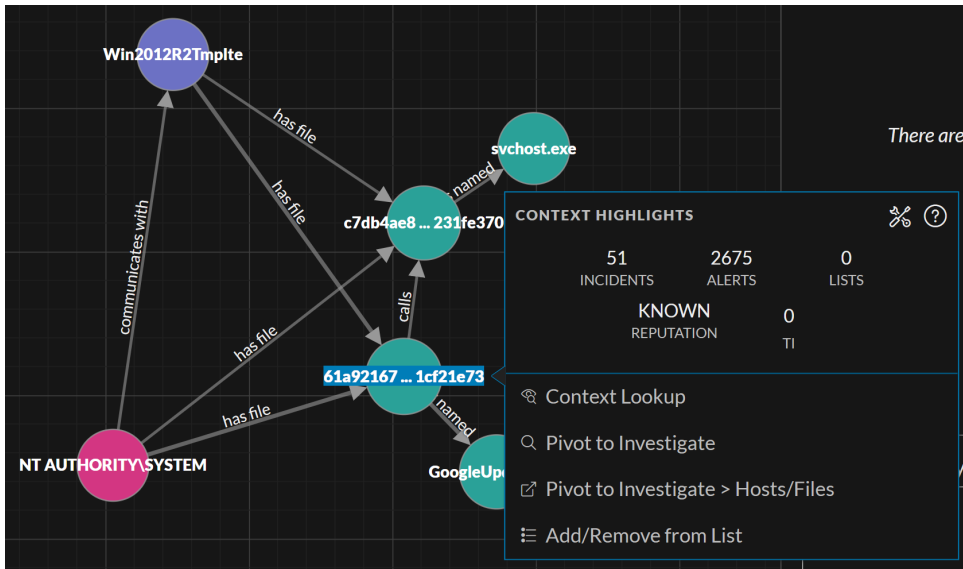 Win2012R2Tmplte
has file
There are
svchost.exe
named
has file
CONTEXT HIGHLIGHTS
c7db4ae8 ... 231fe370
51
2675
0
INCIDENTS
ALERTS
LISTS
communicates with
calls
KNOWN
0
REPUTATION
TI
has file
61a92167 ... 1cf21e73
Context Lookup
has file
named
Pivot to Investigate
NT AUTHORITY\SYSTEM
GoogleUp
Pivot to Investigate > Hosts/Files
Add/Remove from List